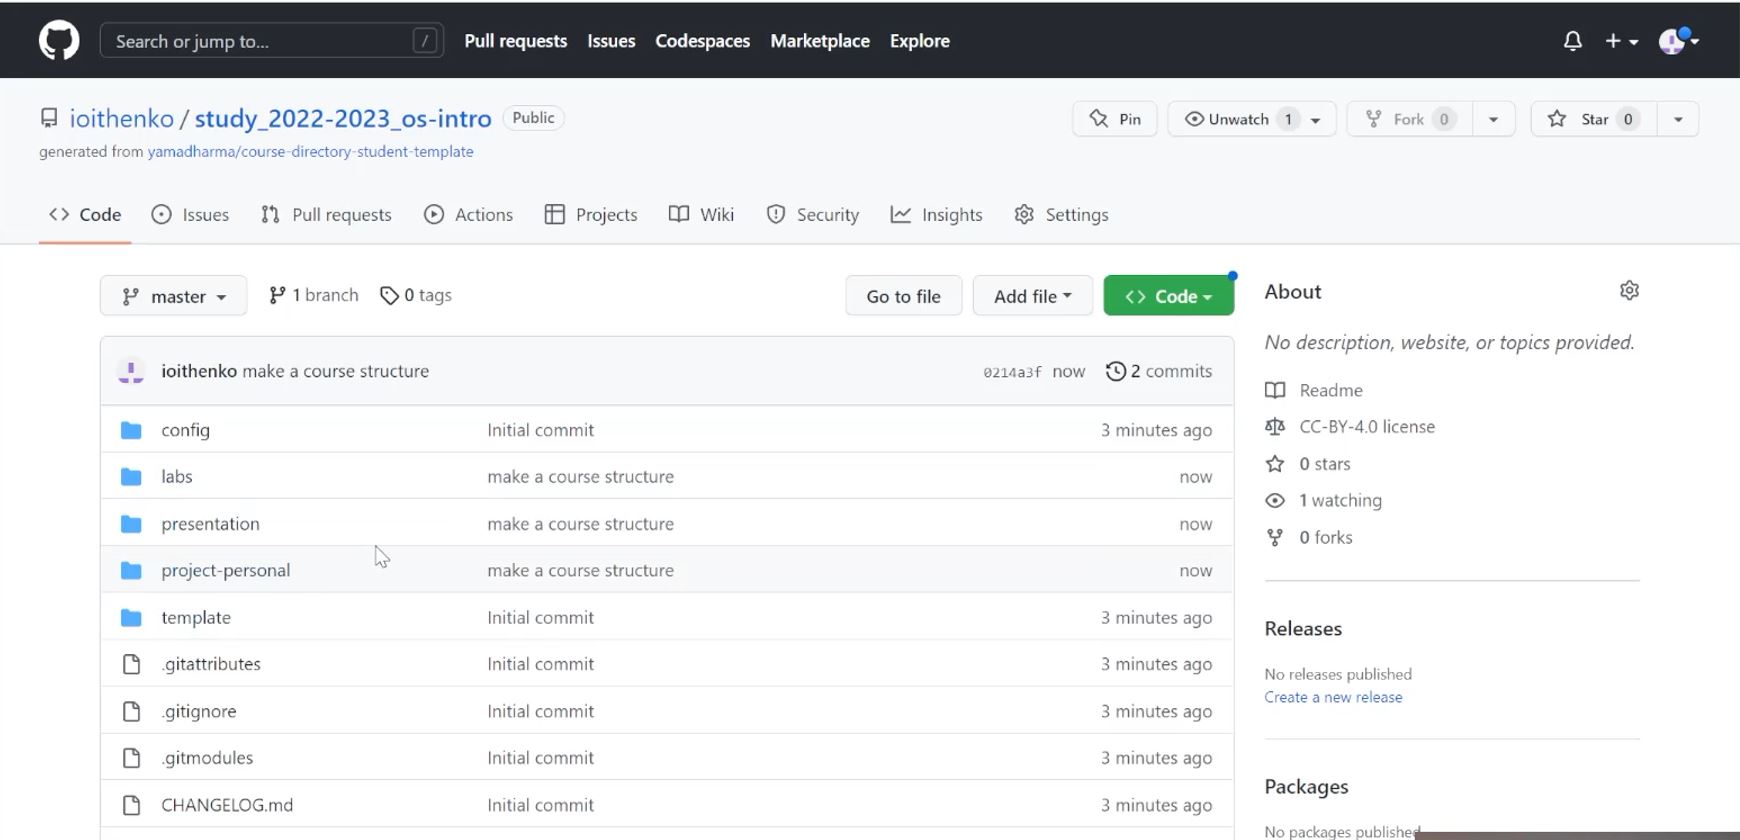 Search or jump to... /
Pull requests Issues Codespaces Marketplace Explore
ioithenko / study_2022-2023_os-intro Public
Pin Unwatch 1 Fork 0 Star 0
generated from yamadharma/course-directory-student-template
Code Issues Pull requests Actions Projects Wiki Security Insights Settings
master 1 branch 0 tags Go to file Add file Code
ioithenko make a course structure 0214a3f now 2 commits
config Initial commit 3 minutes ago
labs make a course structure now
presentation make a course structure now
project-personal make a course structure now
template Initial commit 3 minutes ago
.gitattributes Initial commit 3 minutes ago
.gitignore Initial commit 3 minutes ago
.gitmodules Initial commit 3 minutes ago
CHANGELOG.md Initial commit 3 minutes ago
About
No description, website, or topics provided.
Readme
CC-BY-4.0 license
0 stars
1 watching
0 forks
Releases
No releases published
Create a new release
Packages
No packages published